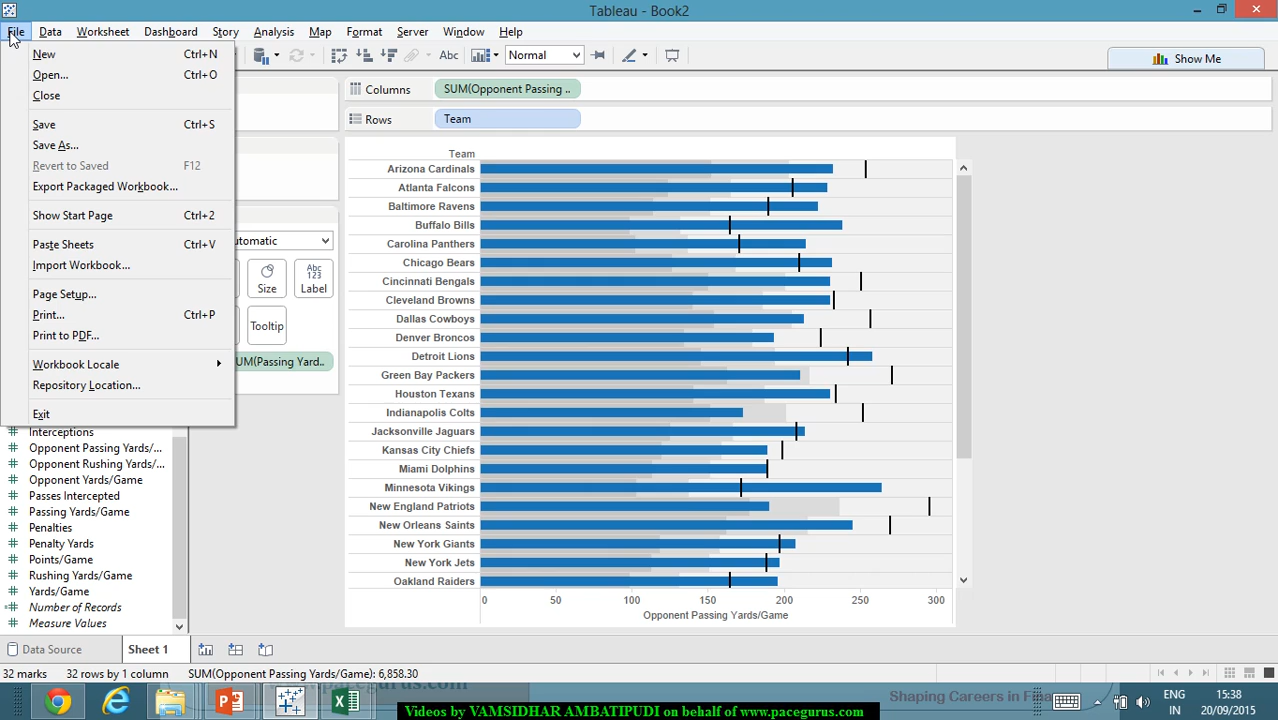 Tableau - Book2
File Data Worksheet Dashboard Story Analysis Map Format Server Window Help
New Ctrl+N
Open... Ctrl+O
Close
Save Ctrl+S
Save As...
Revert to Saved F12
Export Packaged Workbook...
Show Start Page Ctrl+2
Paste Sheets Ctrl+V
Import Workbook...
Page Setup...
Print... Ctrl+P
Print to PDF...
Workbook Locale
Repository Location...
Exit
Abc Normal Show Me
Columns SUM(Opponent Passing ..
Rows Team
utomatic
Size
Abc
123
Label
Tooltip
UM(Passing Yard..
Interceptions
Opponent Passing Yards/...
Opponent Rushing Yards/...
Opponent Yards/Game
Passes Intercepted
Passing Yards/Game
Penalties
Penalty Yards
Points/Game
Rushing Yards/Game
Yards/Game
Number of Records
Measure Values
Team
Arizona Cardinals
Atlanta Falcons
Baltimore Ravens
Buffalo Bills
Carolina Panthers
Chicago Bears
Cincinnati Bengals
Cleveland Browns
Dallas Cowboys
Denver Broncos
Detroit Lions
Green Bay Packers
Houston Texans
Indianapolis Colts
Jacksonville Jaguars
Kansas City Chiefs
Miami Dolphins
Minnesota Vikings
New England Patriots
New Orleans Saints
New York Giants
New York Jets
Oakland Raiders
0 50 100 150 200 250 300
Opponent Passing Yards/Game
Data Source Sheet 1
32 marks 32 rows by 1 column SUM(Opponent Passing Yards/Game): 6,858.30
Shaping Careers in
ENG
IN
15:38
20/09/2015
Videos by VAMSIDHAR AMBATIPUDI on behalf of www.pacegurus.com